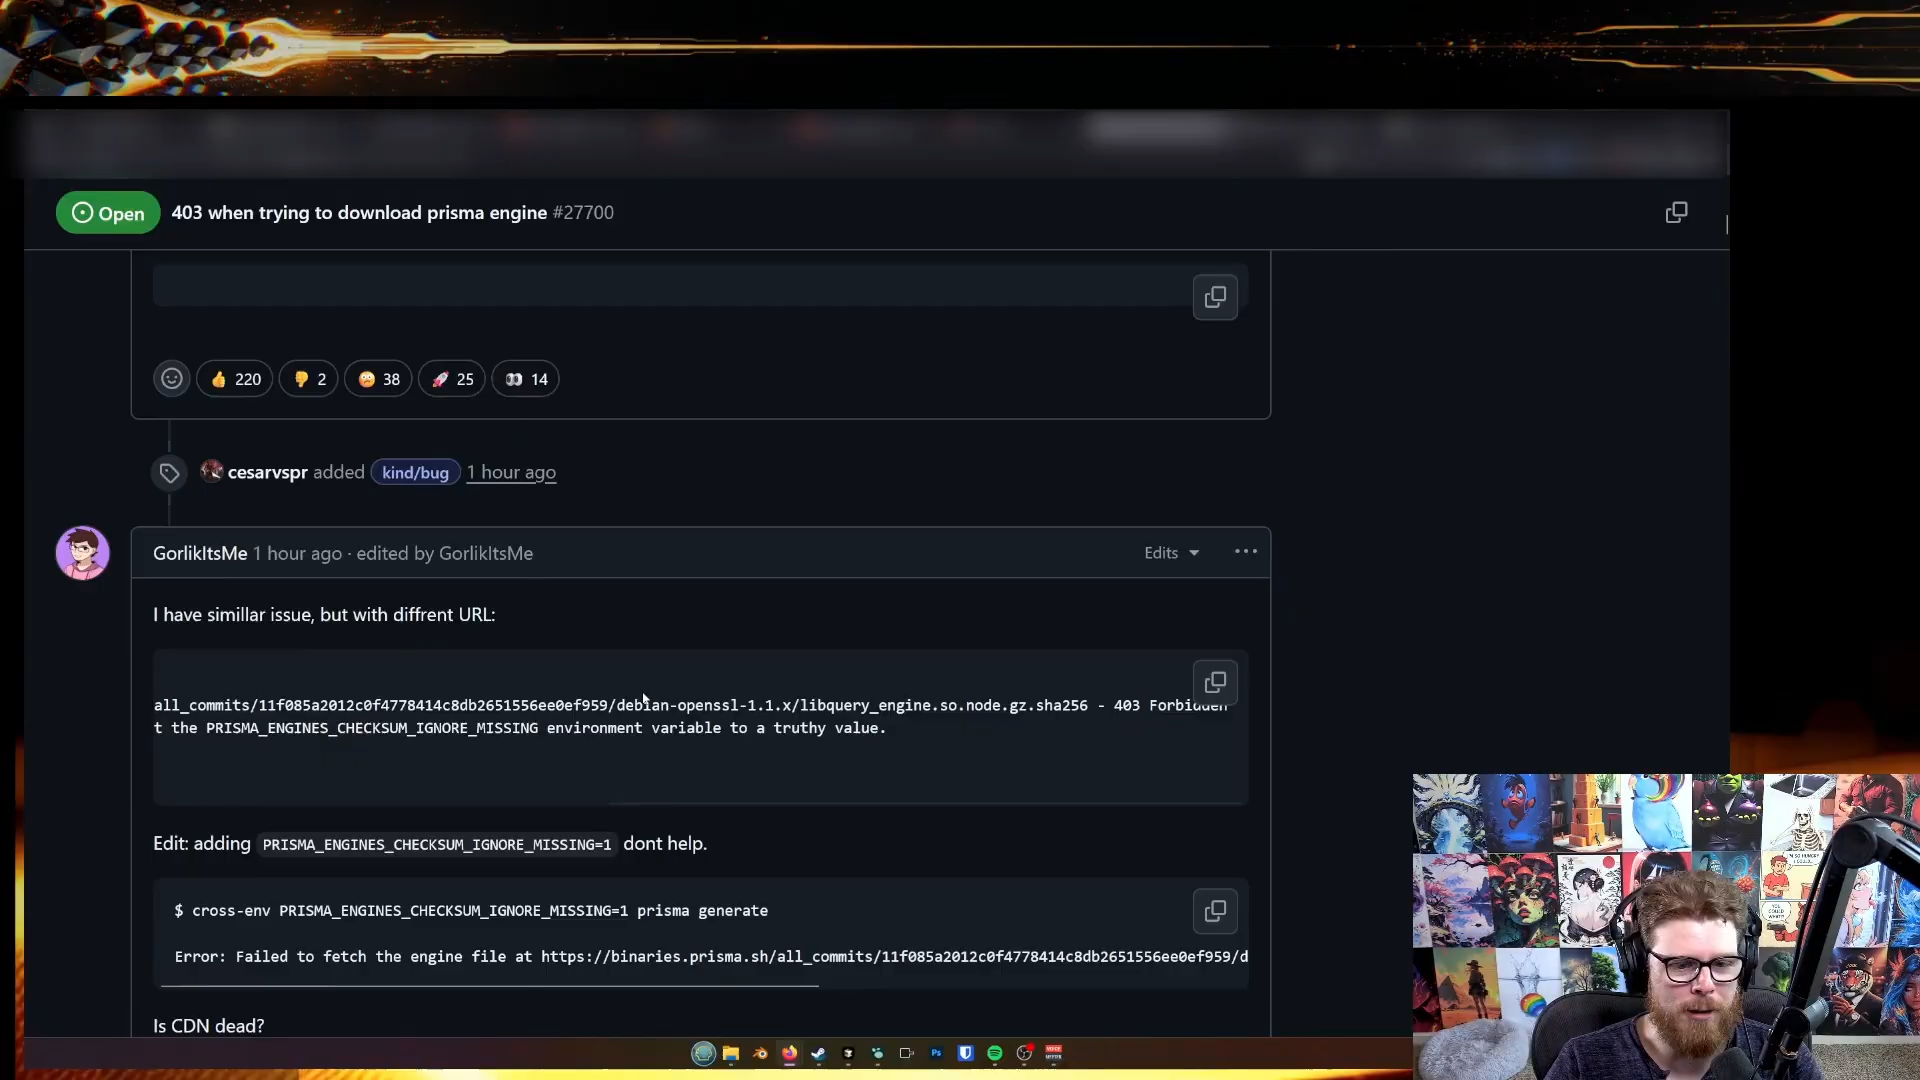 Open 403 when trying to download prisma engine #27700
👍 220 👎 2 😕 38 🚀 25 👀 14
cesarvspr added kind/bug 1 hour ago
GorlikItsMe 1 hour ago · edited by GorlikItsMe Edits
I have simillar issue, but with diffrent URL:
all_commits/11f085a2012c0f4778414c8db2651556ee0ef959/debian-openssl-1.1.x/libquery_engine.so.node.gz.sha256 - 403 Forbidden
t the PRISMA_ENGINES_CHECKSUM_IGNORE_MISSING environment variable to a truthy value.
Edit: adding PRISMA_ENGINES_CHECKSUM_IGNORE_MISSING=1 dont help.
$ cross-env PRISMA_ENGINES_CHECKSUM_IGNORE_MISSING=1 prisma generate
Error: Failed to fetch the engine file at https://binaries.prisma.sh/all_commits/11f085a2012c0f4778414c8db2651556ee0ef959/d
Is CDN dead?
Ps